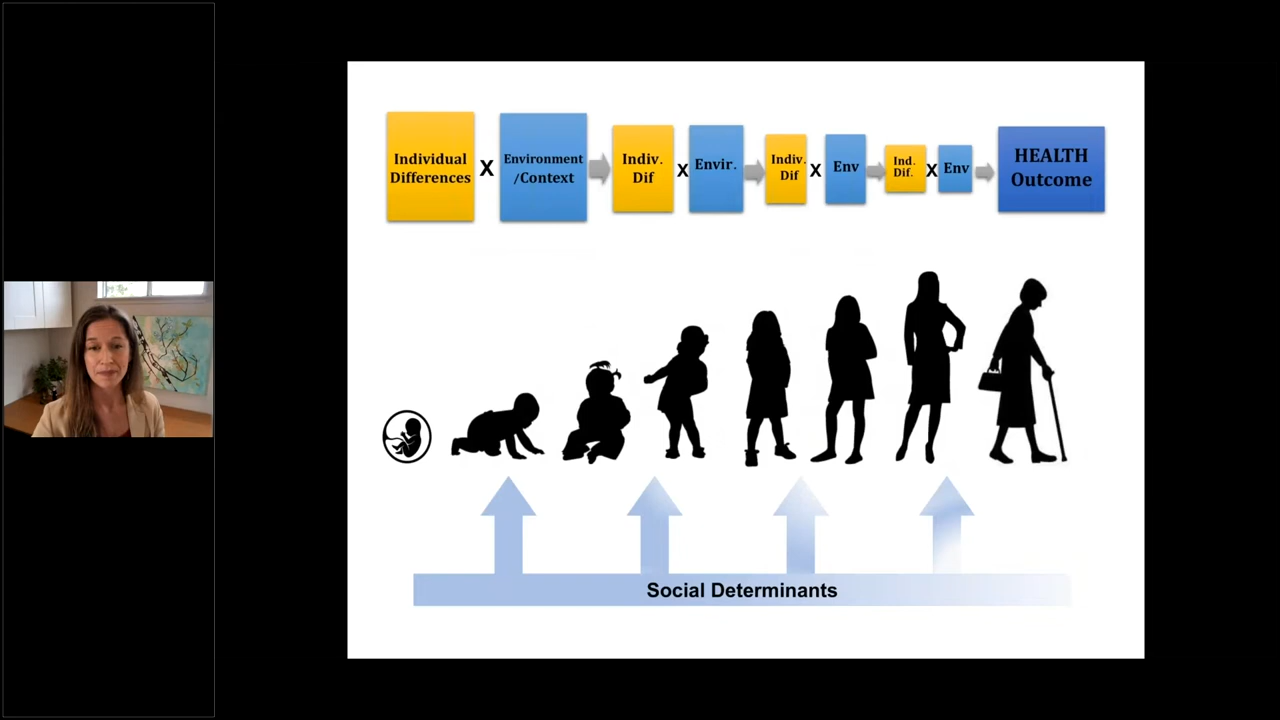 Individual
Differences
X
Environment
/Context
Indiv.
Dif
X
Envir.
Indiv.
Dif
X
Env
Ind.
Dif.
X
Env
HEALTH
Outcome
Social Determinants